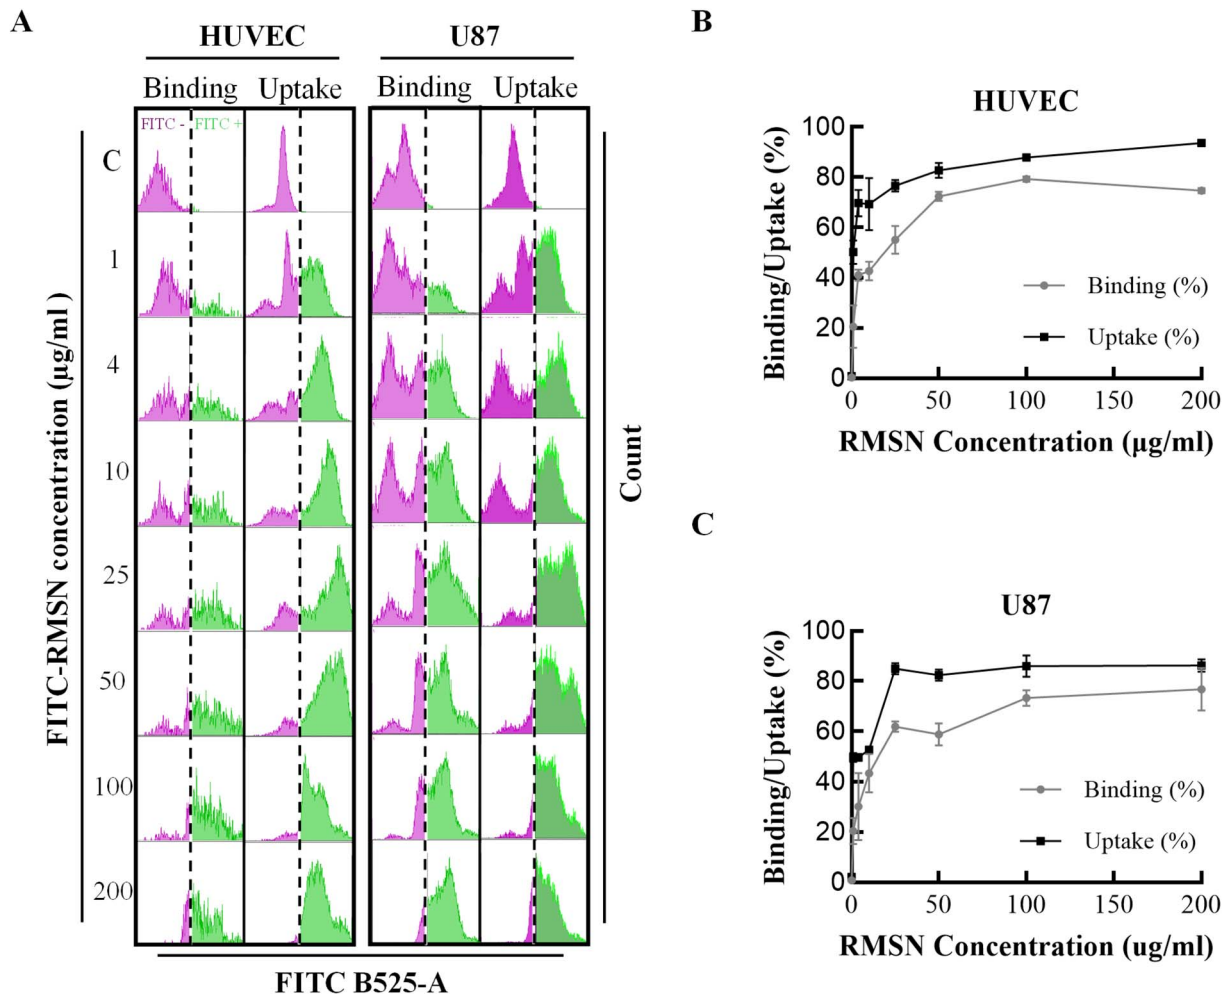 A
HUVEC
U87
Binding
Uptake
Binding
Uptake
FITC -
FITC +
C
1
4
10
25
50
100
200
FITC-RMSN concentration (μg/ml )
Count
FITC B525-A
B
HUVEC
100
80
60
40
20
0
Binding/Uptake (%)
Binding (%)
Uptake (%)
0
50
100
150
200
RMSN Concentration (μg/ml)
C
U87
100
80
60
40
20
0
Binding/Uptake (%)
Binding (%)
Uptake (%)
0
50
100
150
200
RMSN Concentration (ug/ml)